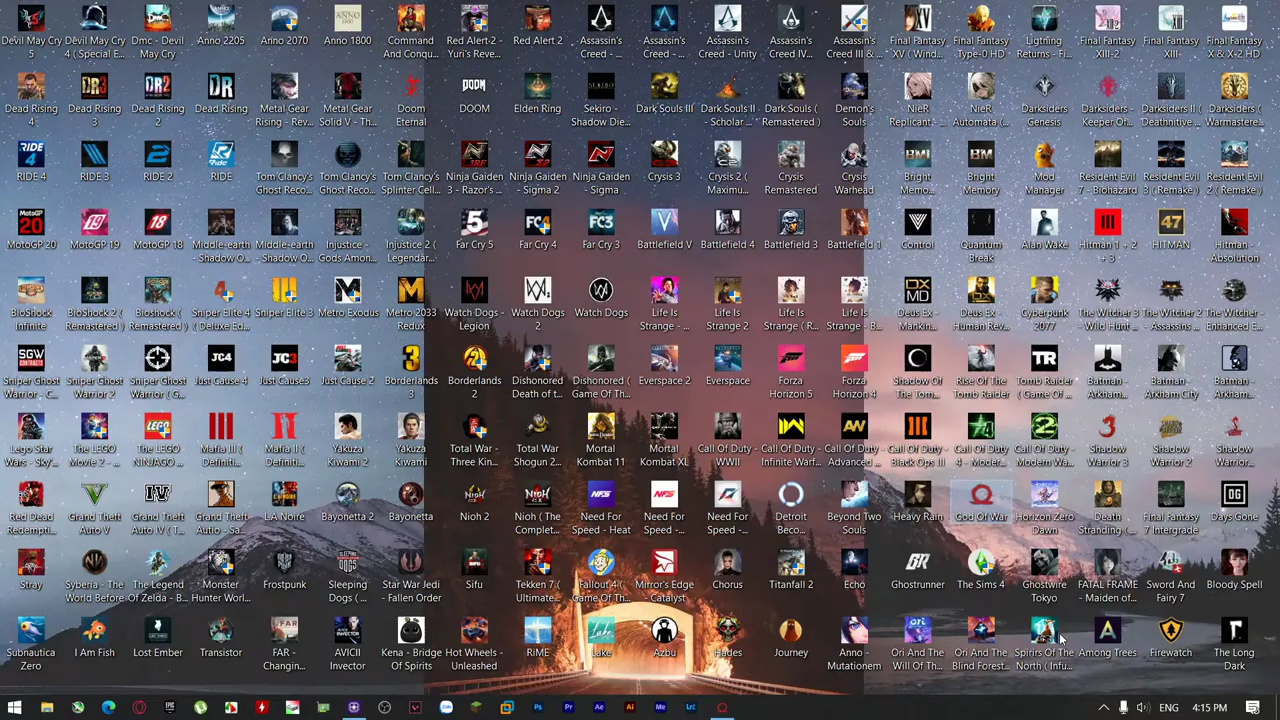 Devil May Cry 5
Devil May Cry 4 ( Special E...
Dmc - Devil May Cry
Anno 2205
Anno 2070
Anno 1800
Command And Conqu...
Red Alert-2 - Yuri's Reve...
Red Alert 2
Assassin's Creed - ...
Assassin's Creed - ...
Assassin's Creed - Unity
Assassin's Creed IV...
Assassin's Creed III & ...
Final Fantasy XV ( Wind...
Final Fantasy Type-0 HD
Lightning Returns - Fi...
Final Fantasy XIII-2
Final Fantasy XIII-
Final Fantasy X & X-2 HD
Dead Rising 4
Dead Rising 3
Dead Rising 2
Dead Rising
Metal Gear Rising - Rev...
Metal Gear Solid V - Th...
Doom Eternal
DOOM
Elden Ring
Sekiro - Shadow Die...
Dark Souls III
Dark Souls II - Scholar ...
Dark Souls ( Remastered )
Demon's Souls
NieR Replicant - ...
NieR Automata (...
Darksiders Genesis
Darksiders - Keeper Of...
Darksiders II ( Deathnitive ...
Darksiders ( Warmastere...
RIDE 4
RIDE 3
RIDE 2
RIDE
Tom Clancy's Ghost Reco...
Tom Clancy's Ghost Reco...
Tom Clancy's Splinter Cell...
Ninja Gaiden 3 - Razor's ...
Ninja Gaiden - Sigma 2
Ninja Gaiden - Sigma
Crysis 3
Crysis 2 ( Maximu...
Crysis Remastered
Crysis Warhead
Bright Memo...
Bright Memory
Mod Manager
Resident Evil 7 - Biohazard
Resident Evil 3 (Remake )
Resident Evil 2 ( Remake )
MotoGP 20
MotoGP 19
MotoGP 18
Middle-earth - Shadow O...
Middle-earth - Shadow O...
Injustice - Gods Amon...
Injustice 2 ( Legendar...
Far Cry 5
Far Cry 4
Far Cry 3
Battlefield V
Battlefield 4
Battlefield 3
Battlefield 1
Control
Quantum Break
Alan Wake
Hitman 1 + 2 + 3
HITMAN
Hitman - Absolution
BioShock Infinite
BioShock 2 ( Remastered )
Bioshock ( Remastered )
Sniper Elite 4 ( Deluxe Ed...
Sniper Elite 3
Metro Exodus
Metro 2033 Redux
Watch Dogs - Legion
Watch Dogs 2
Watch Dogs
Life Is Strange - ...
Life Is Strange 2
Life Is Strange ( R...
Life Is Strange - B...
Deus Ex - Mankin...
Deus Ex - Human Rev...
Cyberpunk 2077
The Witcher 3 - Wild Hunt ...
The Witcher 2 - Assassins ...
The Witcher - Enhanced E...
Sniper Ghost Warrior - C...
Sniper Ghost Warrior 2
Sniper Ghost Warrior ( G...
Just Cause 4
Just Cause3
Just Cause 2
Borderlands 3
Borderlands 2
Dishonored Death of t...
Dishonored ( Game Of Th...
Everspace 2
Everspace
Forza Horizon 5
Forza Horizon 4
Shadow Of The Tomb ...
Rise Of The Tomb Raider
Tomb Raider ( Game Of ...
Batman - Arkham...
Batman - Arkham City
Batman - Arkham...
Lego Star Wars - Sky...
The LEGO Movie 2 - ...
The LEGO NINJAGO ...
Mafia III ( Definiti...
Mafia II ( Definiti...
Yakuza Kiwami 2
Yakuza Kiwami
Total War - Three Kin...
Total War Shogun 2...
Mortal Kombat 11
Mortal Kombat XL
Call Of Duty - WWII
Call Of Duty - Infinite Warf...
Call Of Duty - Advanced ...
Call Of Duty - Black Ops III
Call Of Duty 4 - Moder...
Call Of Duty - Modern Wa...
Shadow Warrior 3
Shadow Warrior 2
Shadow Warrior...
Red Dead Redempti...
Grand Theft Auto V
Grand Theft Auto IV ( T...
Grand Theft Auto - San...
L.A Noire
Bayonetta 2
Bayonetta
Nioh 2
Nioh ( The Complet...
Need For Speed - Heat
Need For Speed - ...
Need For Speed - ...
Detroit Beco...
Beyond Two Souls
Heavy Rain
God Of War
Horizon Zero Dawn
Death Stranding (...
Final Fantasy 7 Intergrade
Days Gone
Stray
Syberia - The World Before
The Legend Of Zelda - B...
Monster Hunter Worl...
Frostpunk
Sleeping Dogs ( ...
Star War Jedi - Fallen Order
Sifu
Tekken 7 ( Ultimate...
Fallout 4 ( Game Of Th...
Mirror's Edge - Catalyst
Chorus
Titanfall 2
Echo
Ghostrunner
The Sims 4
Ghostwire Tokyo
FATAL FRAME - Maiden of...
Sword And Fairy 7
Bloody Spell
Subnautica Zero
I Am Fish
Lost Ember
Transistor
FAR - Changin...
AVICII Invector
Kena - Bridge Of Spirits
Hot Wheels - Unleashed
RiME
Lake
Azbu
Hades
Journey
Anno - Mutationem
Ori And The Will Of Th...
Ori And The Blind Forest...
Spirirs Of The North ( Infu...
Among Trees
Firewatch
The Long Dark
ENG
4:15 PM